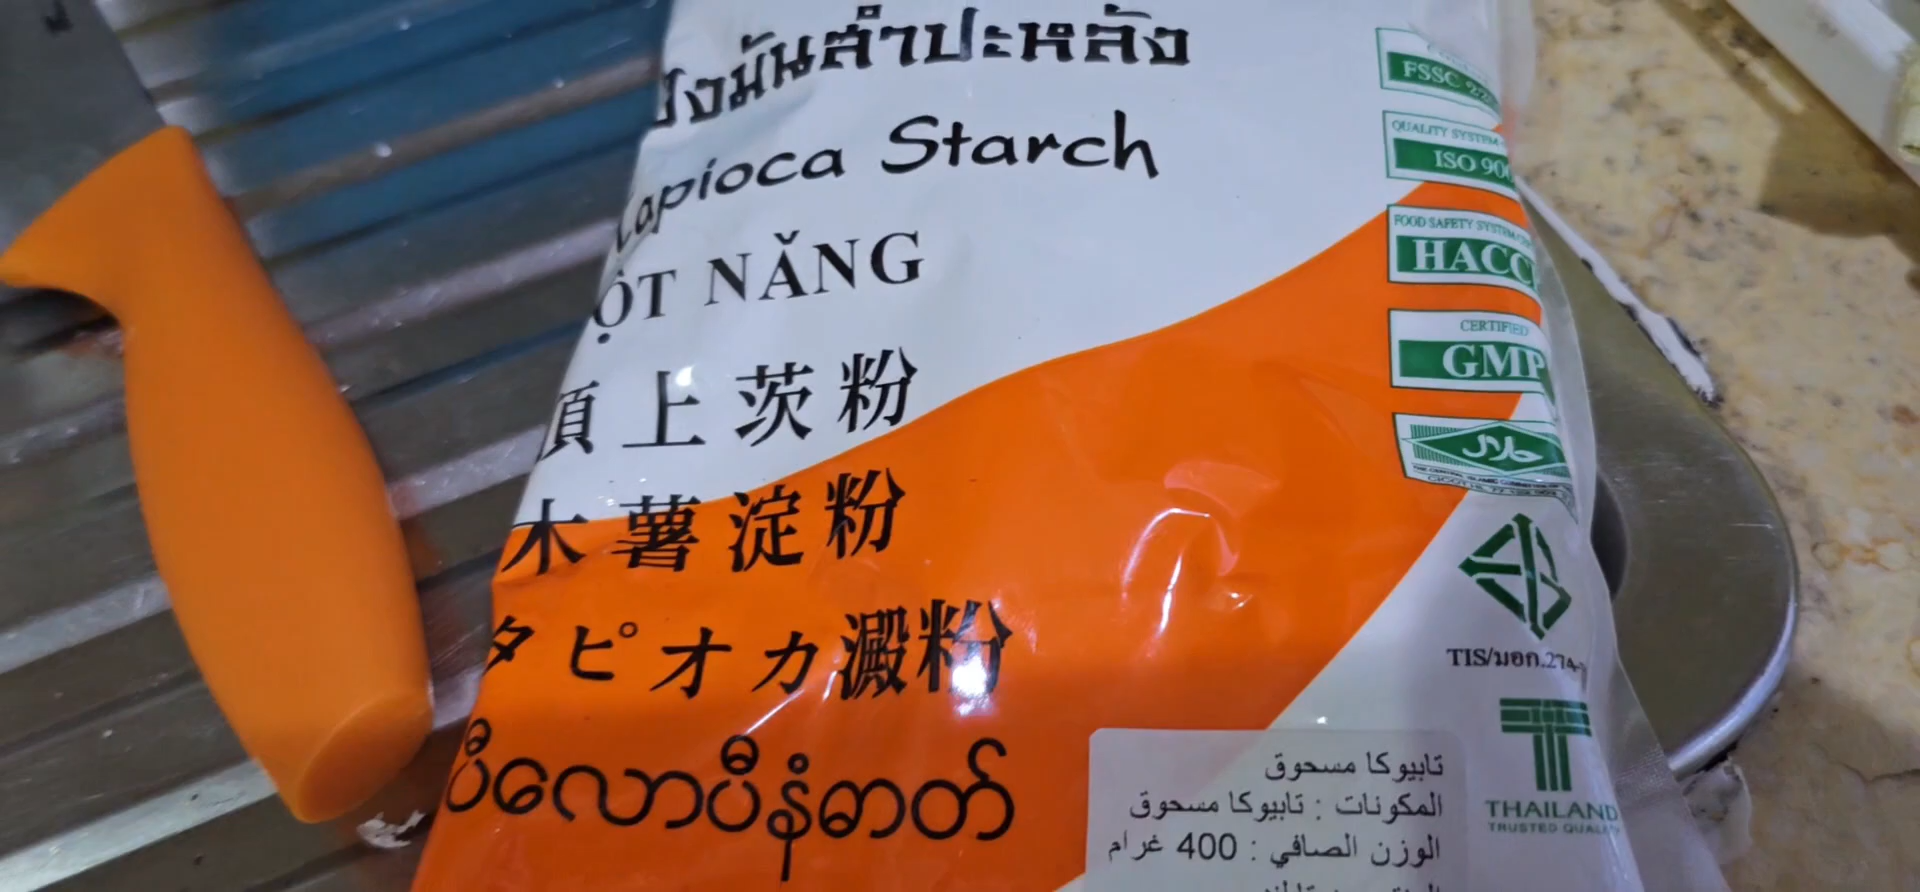 แป้งมันสำปะหลัง
Tapioca Starch
BỘT NĂNG
頂上茨粉
木薯淀粉
タピオカ澱粉
ပီလောပီနံဓာတ်
FSSC
QUALITY SYSTEM
ISO
FOOD SAFETY SYSTEM
HACC
CERTIFIED
GMP
حلال
TIS/มอก.274-
THAILAND
TRUSTED QUALITY
تابيوكا مسحوق
المكونات : تابيوكا مسحوق
الوزن الصافي : 400 غرام